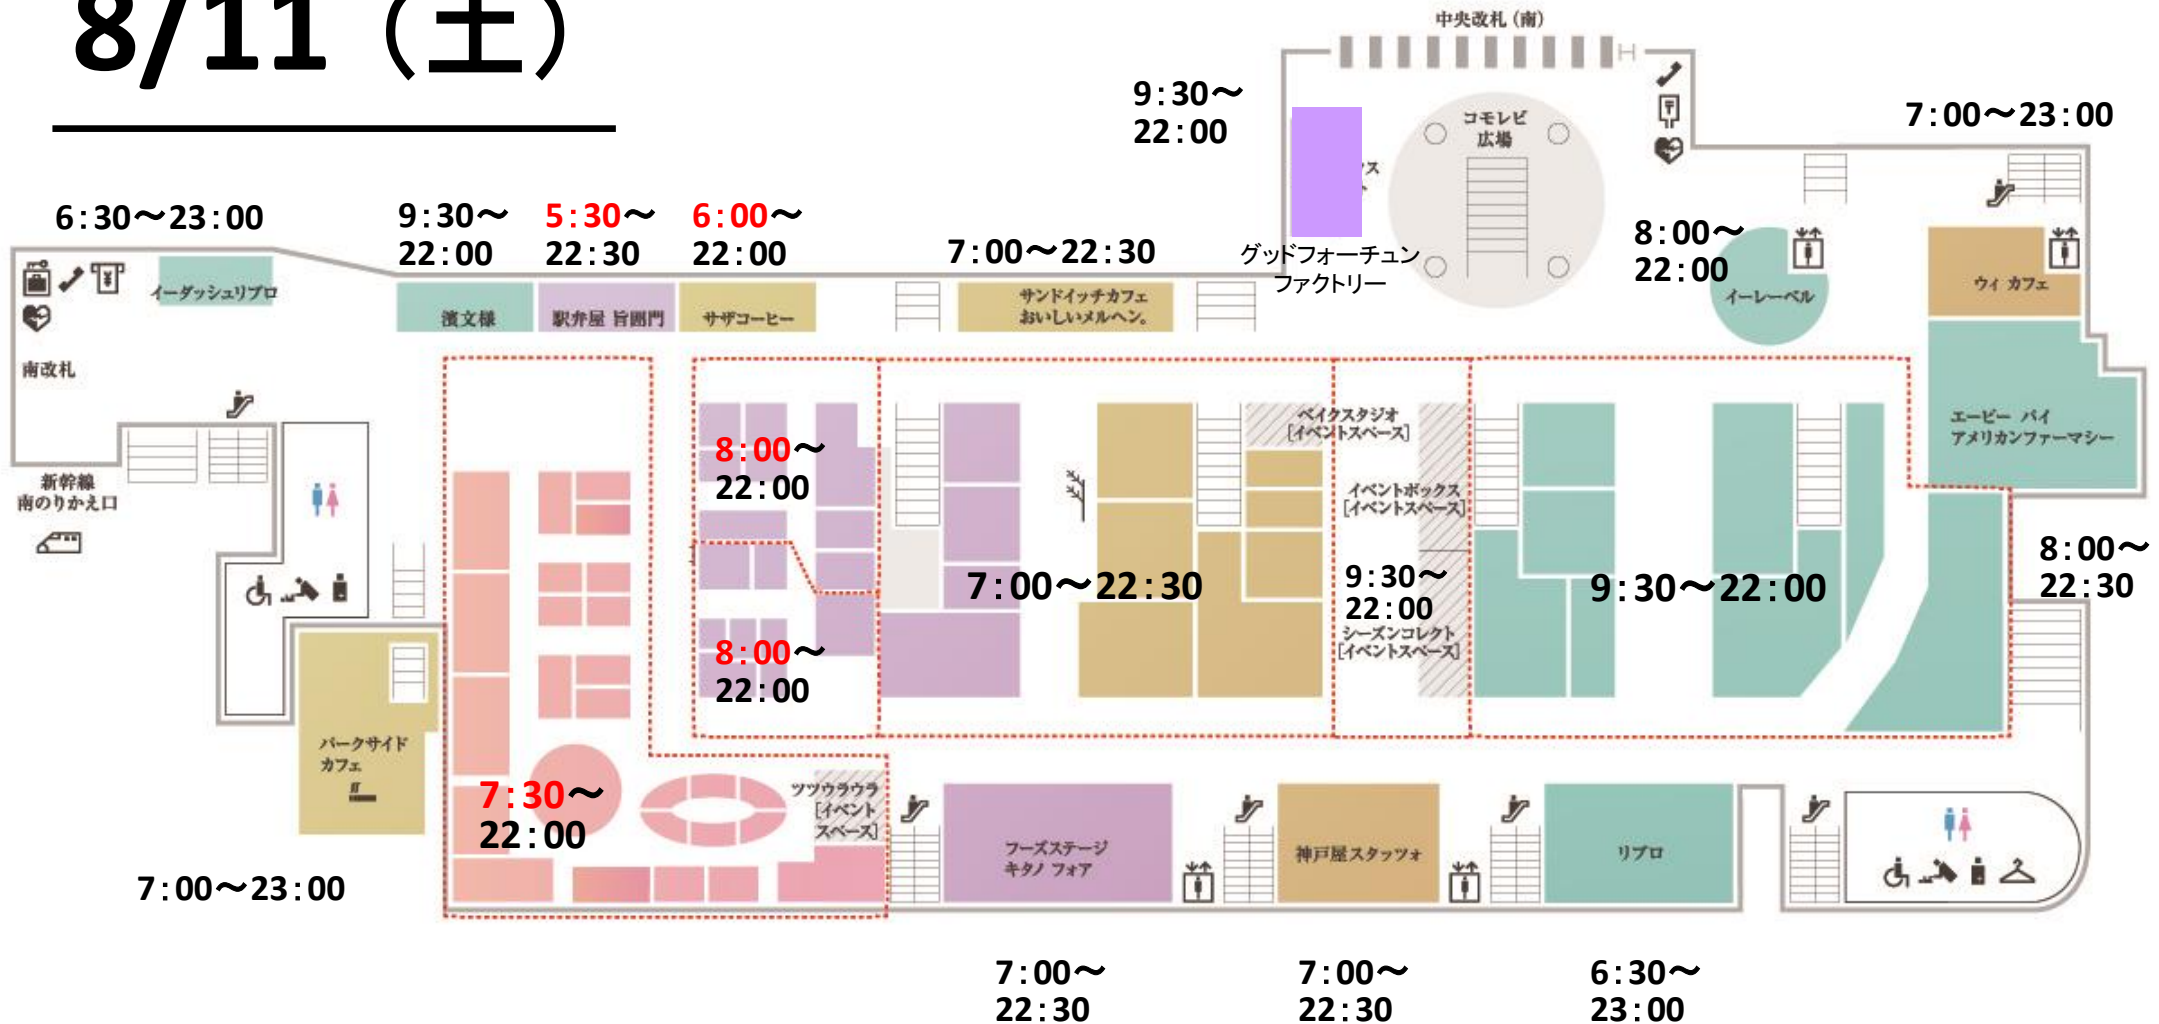 8/11（土）
中央改札（南）
9:30～
22:00
コモレビ
広場
7:00～23:00
ス
6:30～23:00
9:30～
22:00
5:30～
22:30
6:00～
22:00
7:00～22:30
グッドフォーチュン
ファクトリー
8:00～
22:00
イーダッシュリブロ
濱文様
駅弁屋 旨囲門
サザコーヒー
サンドイッチカフェ
おいしいメルヘン。
イーレーベル
ウィ カフェ
南改札
新幹線
南のりかえ口
8:00～
22:00
ベイクスタジオ
[イベントスペース]
エービー パイ
アメリカンファーマシー
イベントボックス
[イベントスペース]
7:00～22:30
9:30～
22:00
9:30～22:00
8:00～
22:30
8:00～
22:00
シーズンコレクト
[イベントスペース]
パークサイド
カフェ
7:30～
22:00
ツツウラウラ
[イベント
スペース]
フーズステージ
キタノ フォア
神戸屋スタッツォ
リブロ
7:00～23:00
7:00～
22:30
7:00～
22:30
6:30～
23:00